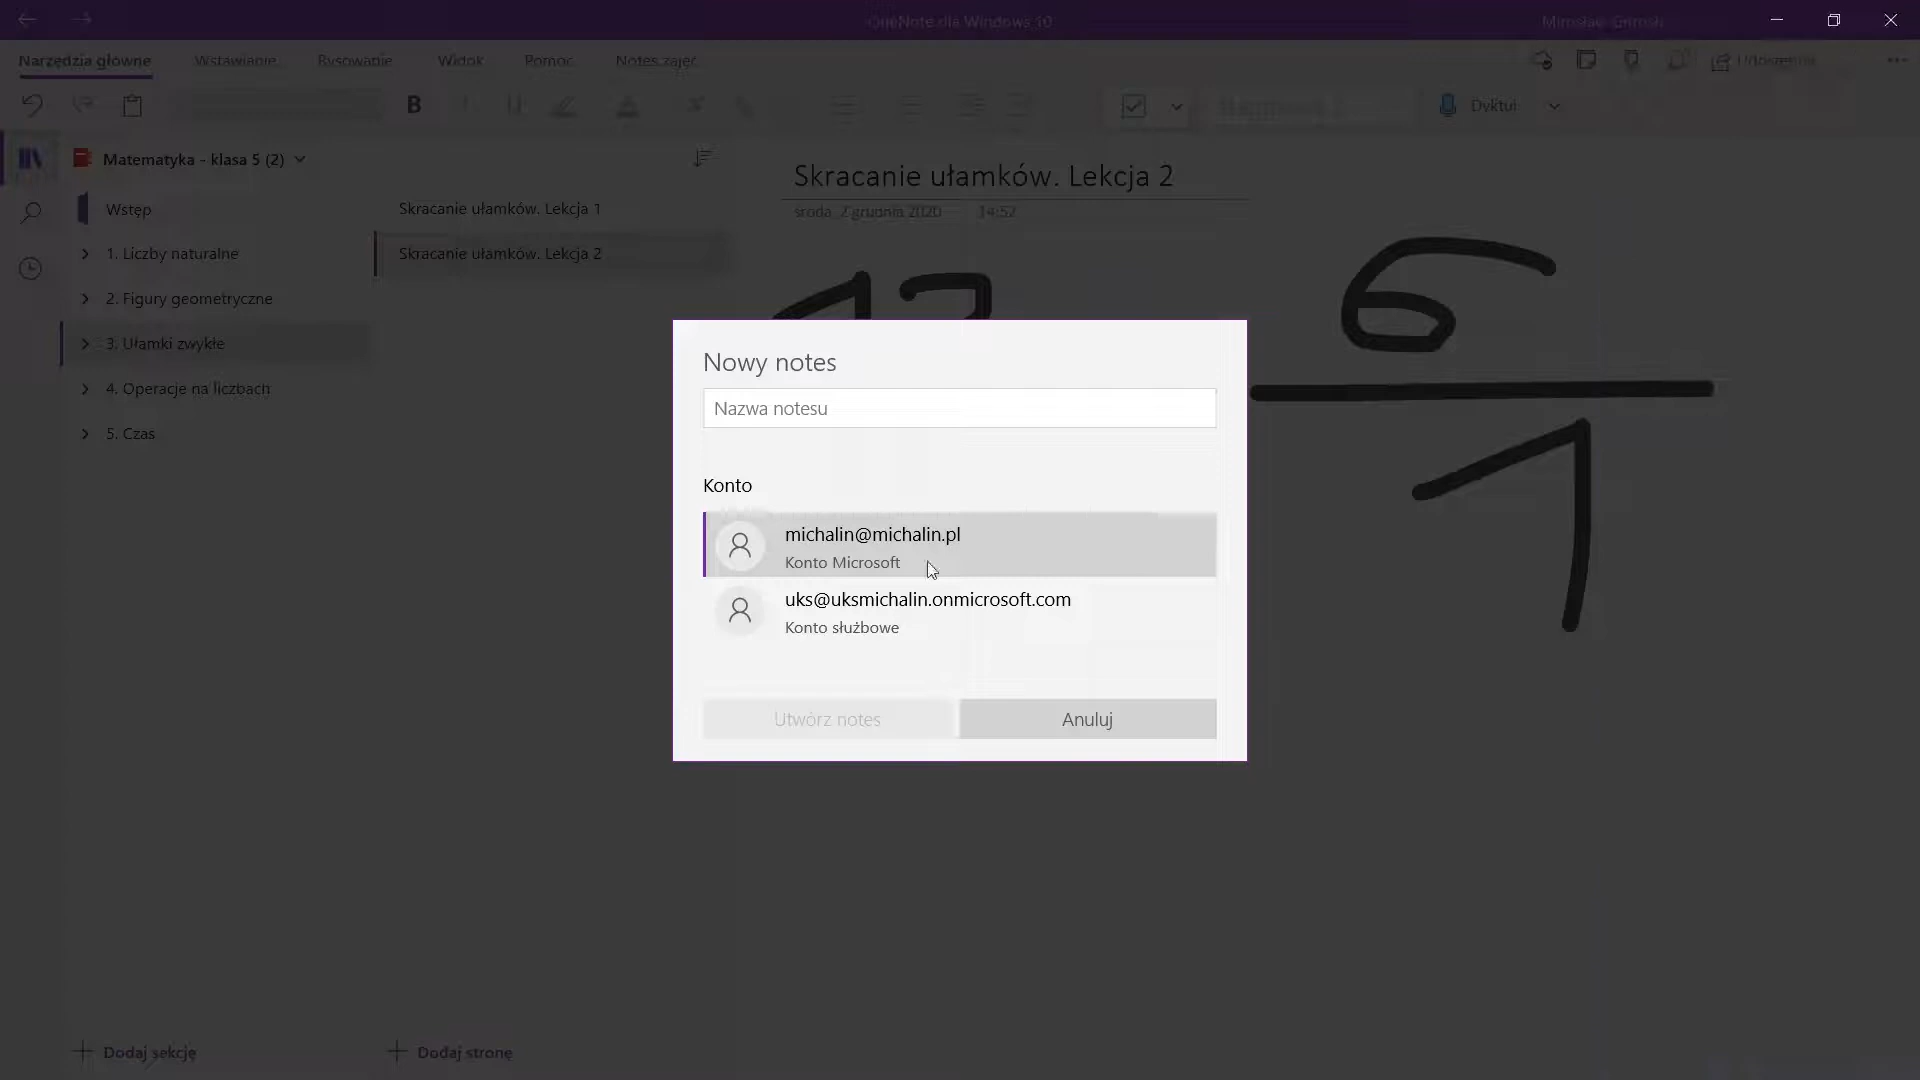 OneNote dla Windows 10
Narzędzia główne Wstawianie Rysowanie Widok Pomoc Notes zajęć Udostępnij
B Dyktuj
Matematyka - klasa 5 (2)
Wstęp
1. Liczby naturalne
2. Figury geometryczne
3. Ułamki zwykłe
4. Operacje na liczbach
5. Czas
Dodaj sekcję
Skracanie ułamków. Lekcja 1
Skracanie ułamków. Lekcja 2
Dodaj stronę
Skracanie ułamków. Lekcja 2
środa, 2 grudnia 2020 14:52
12
6
1
Nowy notes
Nazwa notesu
Konto
michalin@michalin.pl
Konto Microsoft
uks@uksmichalin.onmicrosoft.com
Konto służbowe
Utwórz notes Anuluj